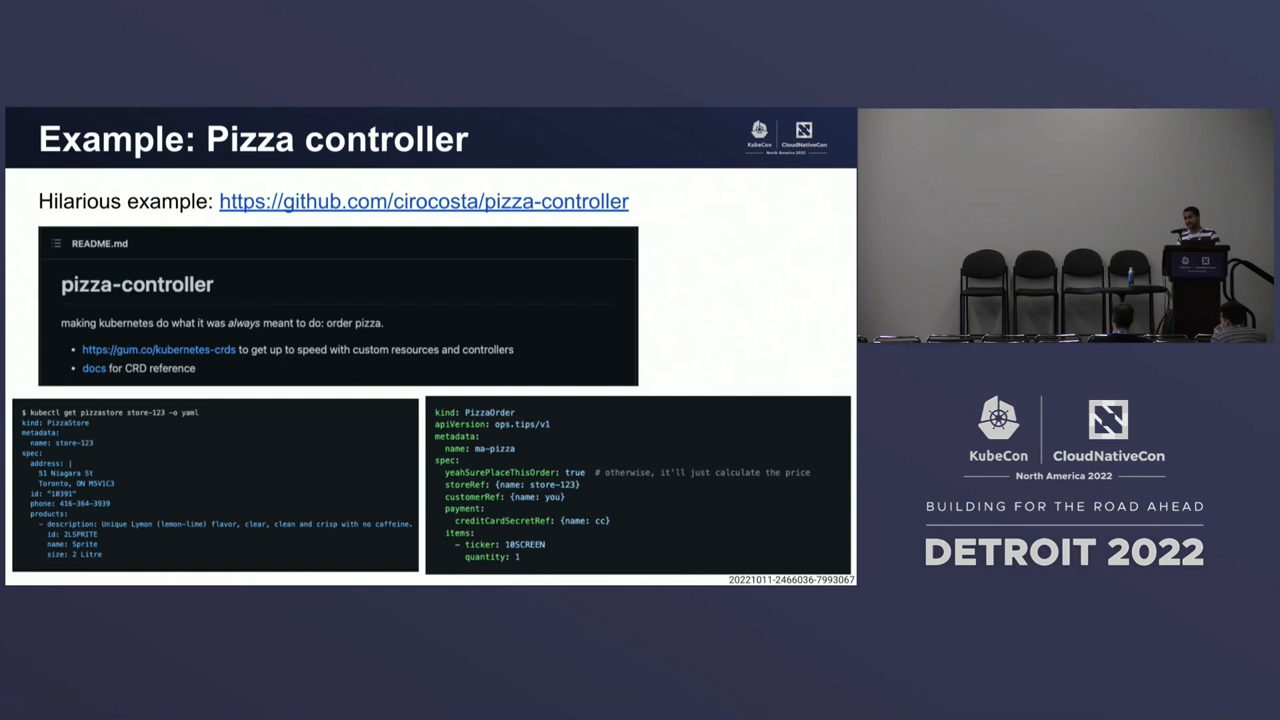 Example: Pizza controller
KubeCon
CloudNativeCon
North America 2022
Hilarious example: https://github.com/cirocosta/pizza-controller
README.md
pizza-controller
making kubernetes do what it was always meant to do: order pizza.
• https://gum.co/kubernetes-crds to get up to speed with custom resources and controllers
• docs for CRD reference
$ kubectl get pizzastore store-123 -o yaml
kind: PizzaStore
metadata:
name: store-123
spec:
address: |
51 Niagara St
Toronto, ON M5V1C3
id: "10391"
phone: 416-364-3939
products:
- description: Unique Lymon (lemon-lime) flavor, clear, clean and crisp with no caffeine.
id: 2LSPRITE
name: Sprite
size: 2 Litre
kind: PizzaOrder
apiVersion: ops.tips/v1
metadata:
name: ma-pizza
spec:
yeahSurePlaceThisOrder: true # otherwise, it'll just calculate the price
storeRef: {name: store-123}
customerRef: {name: you}
payment:
creditCardSecretRef: {name: cc}
items:
- ticker: 10SCREEN
quantity: 1
20221011-2466036-7993067
KubeCon
CloudNativeCon
North America 2022
BUILDING FOR THE ROAD AHEAD
DETROIT 2022